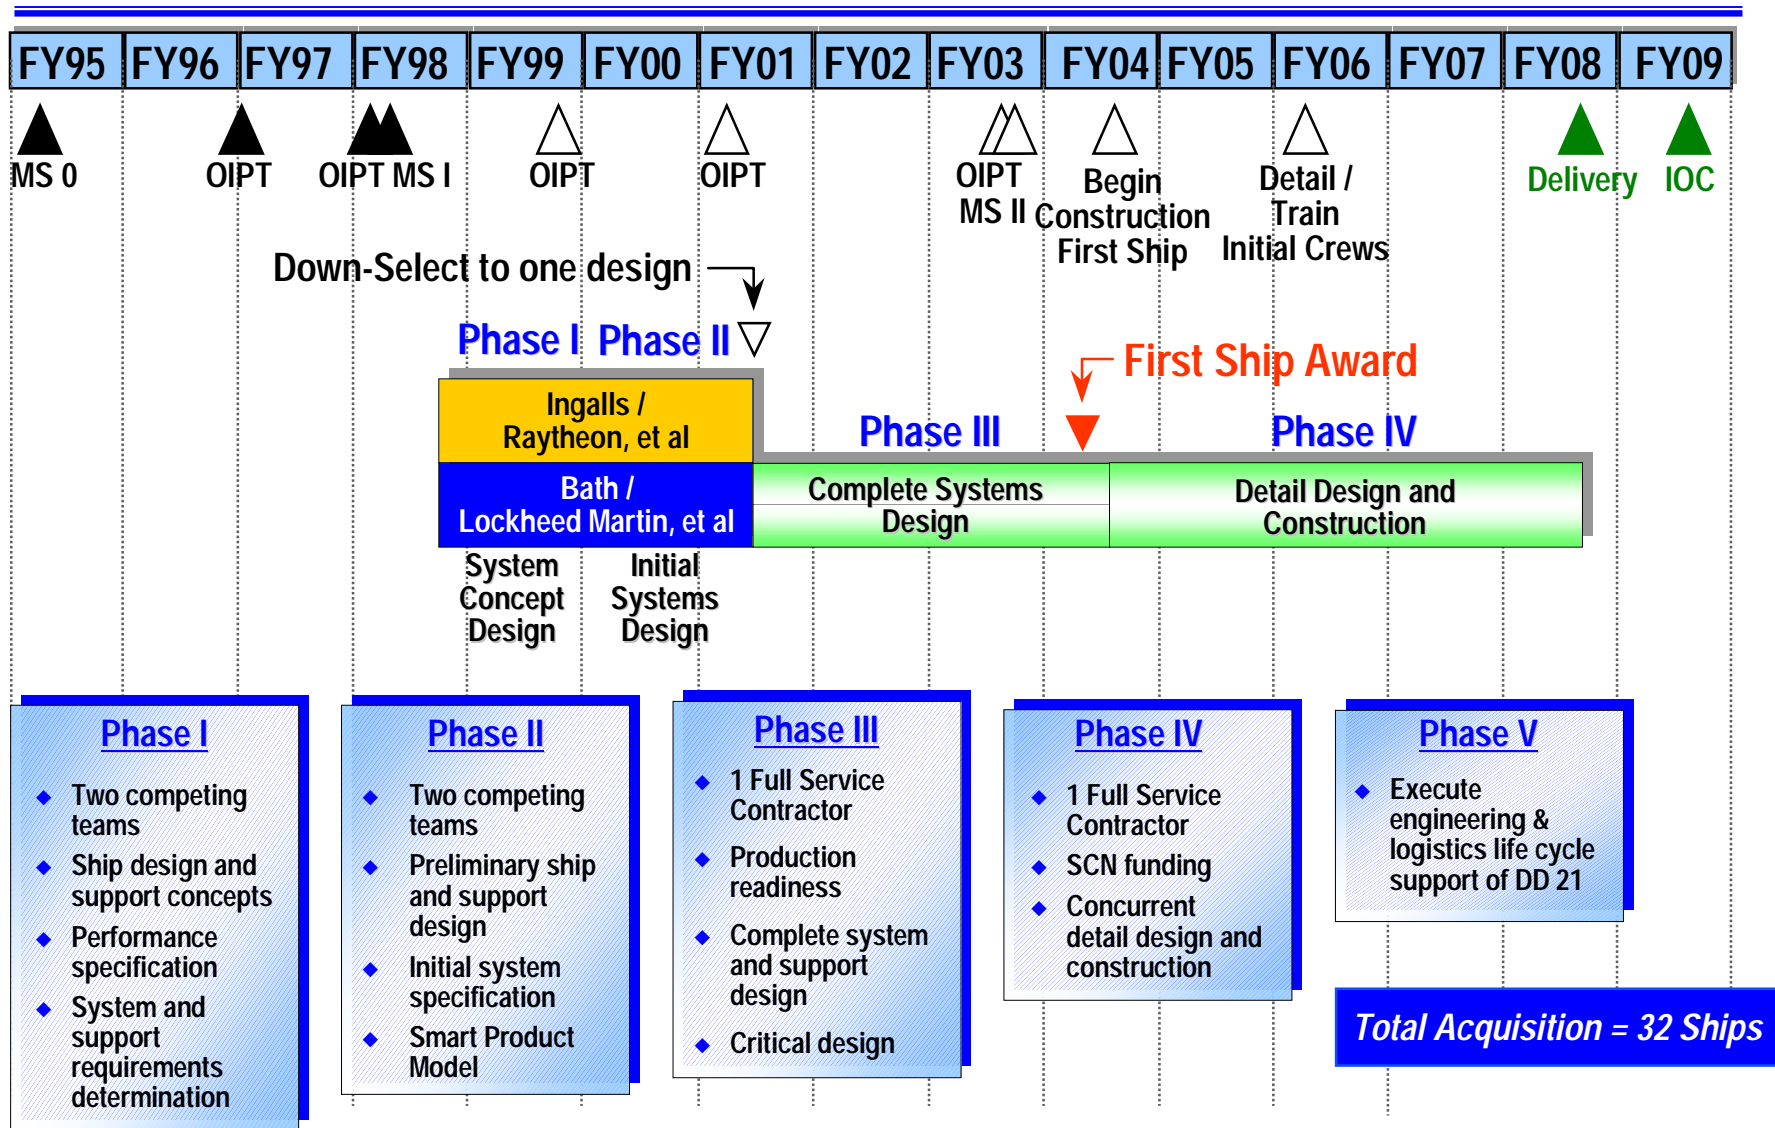 FY95 FY96 FY97 FY98 FY99 FY00 FY01 FY02 FY03 FY04 FY05 FY06 FY07 FY08 FY09
MS 0
OIPT
OIPT MS I
OIPT
OIPT
OIPT
MS II
Begin
Construction
First Ship
Detail /
Train
Initial Crews
Delivery
IOC
Down-Select to one design
Phase I
Phase II
First Ship Award
Phase III
Phase IV
Ingalls /
Raytheon, et al
Bath /
Lockheed Martin, et al
Complete Systems
Design
Detail Design and
Construction
System
Concept
Design
Initial
Systems
Design
Phase I
Two competing
teams
Ship design and
support concepts
Performance
specification
System and
support
requirements
determination
Phase II
Two competing
teams
Preliminary ship
and support
design
Initial system
specification
Smart Product
Model
Phase III
1 Full Service
Contractor
Production
readiness
Complete system
and support
design
Critical design
Phase IV
1 Full Service
Contractor
SCN funding
Concurrent
detail design and
construction
Phase V
Execute
engineering &
logistics life cycle
support of DD 21
Total Acquisition = 32 Ships